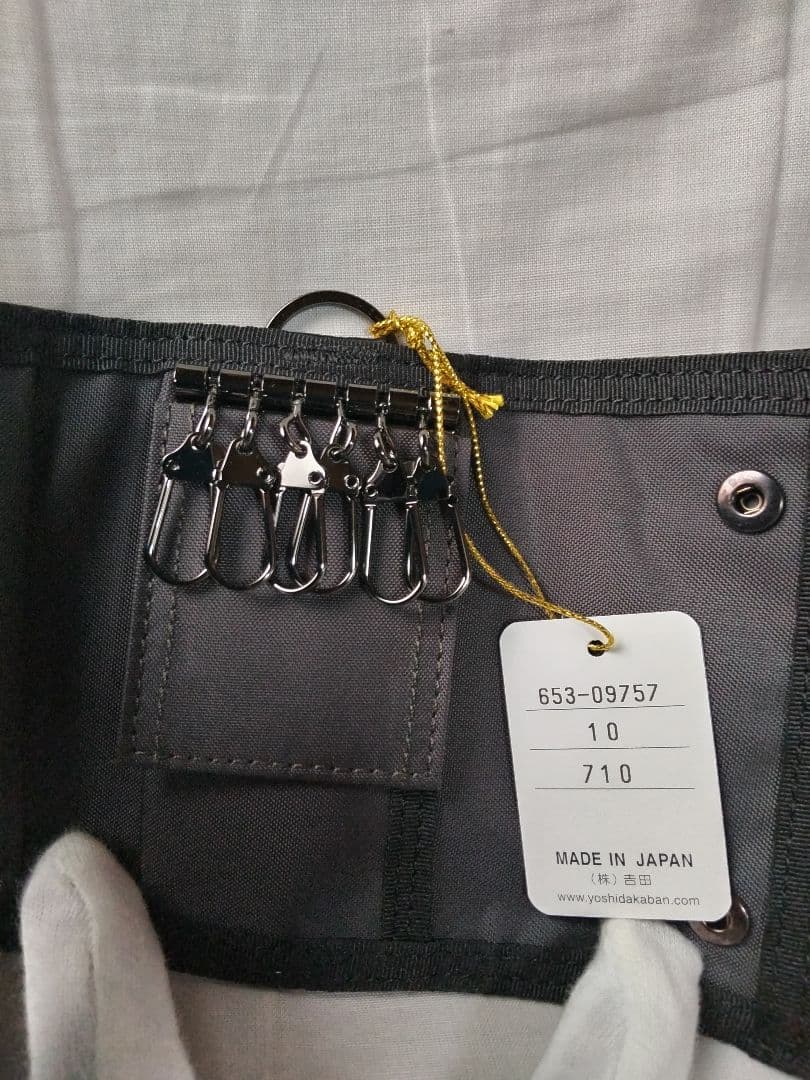 653-09757
10
710
MADE IN JAPAN
(株)吉田
www.yoshidakaban.com